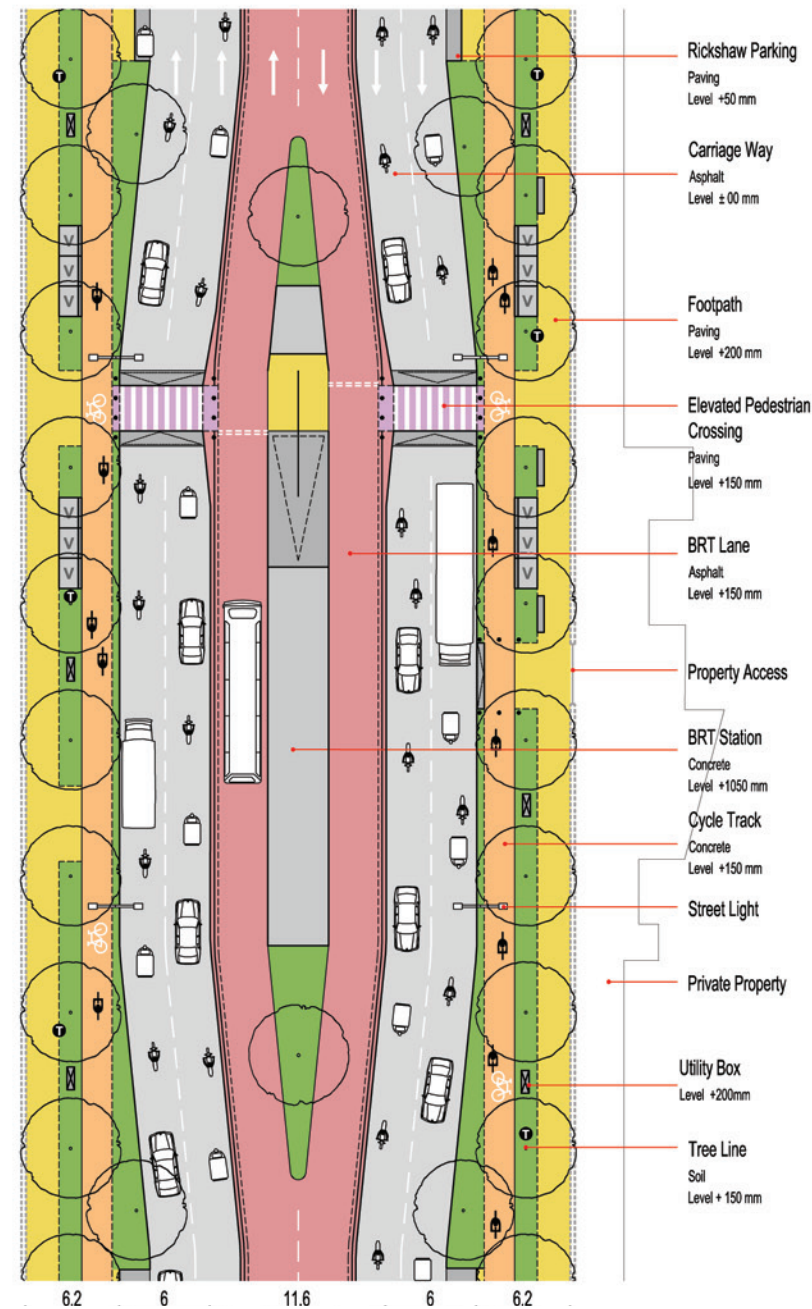 Rickshaw Parking
Paving
Level +50 mm
Carriage Way
Asphalt
Level ± 00 mm
Footpath
Paving
Level +200 mm
Elevated Pedestrian
Crossing
Paving
Level +150 mm
BRT Lane
Asphalt
Level +150 mm
Property Access
BRT Station
Concrete
Level +1050 mm
Cycle Track
Concrete
Level +150 mm
Street Light
Private Property
Utility Box
Level +200mm
Tree Line
Soil
Level + 150 mm
T
T
V
V
V
V
V
V
T
V
V
V
V
V
V
T
T
T
6.2 6 11.6 6 6.2